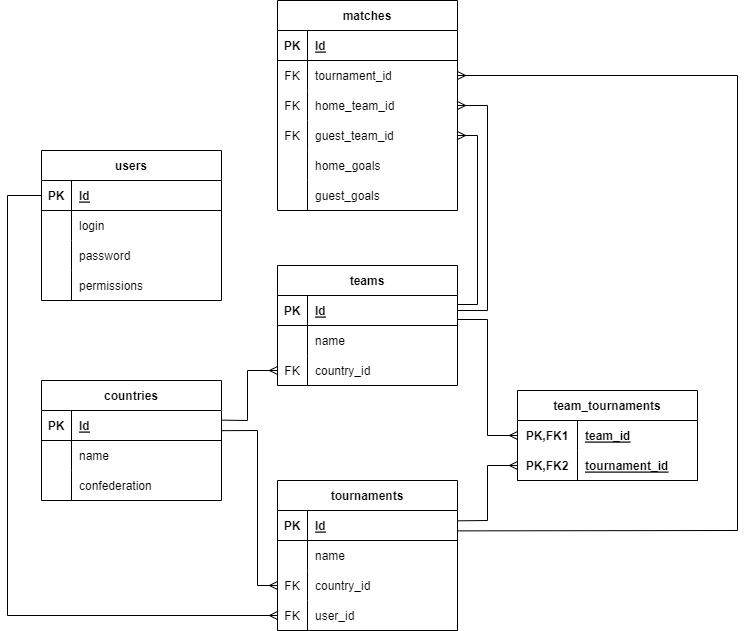 matches
PK Id
FK tournament_id
FK home_team_id
FK guest_team_id
home_goals
guest_goals
users
PK Id
login
password
permissions
teams
PK Id
name
FK country_id
countries
PK Id
name
confederation
team_tournaments
PK,FK1 team_id
PK,FK2 tournament_id
tournaments
PK Id
name
FK country_id
FK user_id